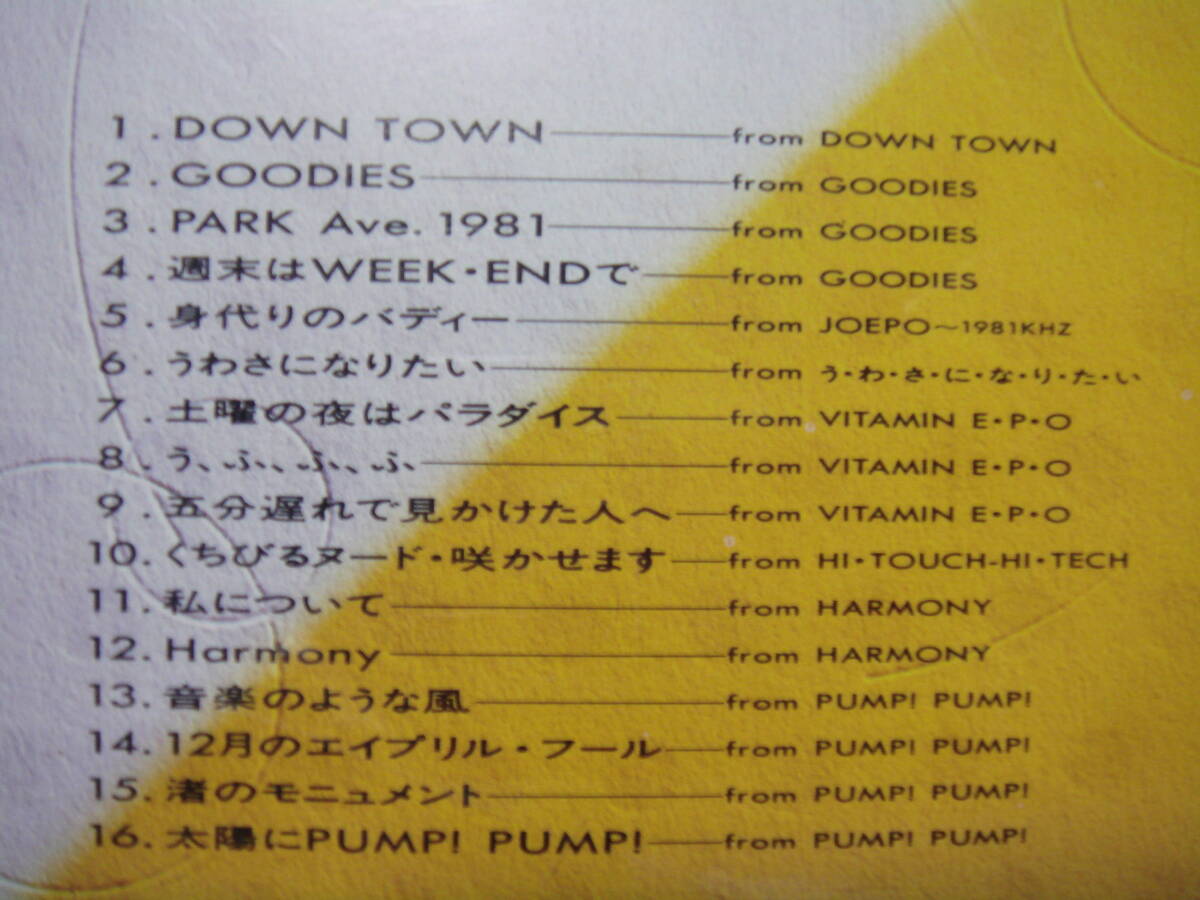 1. DOWN TOWN from DOWN TOWN
2. GOODIES from GOODIES
3. PARK Ave. 1981 from GOODIES
4. 週末はWEEK・ENDで from GOODIES
5. 身代りのバディー from JOEPO〜1981KHZ
6. うわさになりたい from う・わ・さ・に・な・り・た・い
7. 土曜の夜はパラダイス from VITAMIN E・P・O
8. う、ふ、ふ、ふ、 from VITAMIN E・P・O
9. 五分遅れで見かけた人へ from VITAMIN E・P・O
10. くちびるヌード・咲かせます from HI・TOUCH-HI・TECH
11. 私について from HARMONY
12. Harmony from HARMONY
13. 音楽のような風 from PUMP! PUMP!
14. 12月のエイプリル・フール from PUMP! PUMP!
15. 渚のモニュメント from PUMP! PUMP!
16. 太陽にPUMP! PUMP! from PUMP! PUMP!